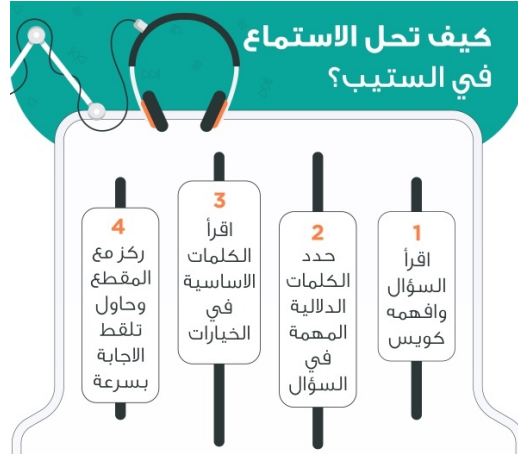 كيف تحل الاستماع
في الستيب؟
1
اقرأ
السؤال
وافهمه
كويس
2
حدد
الكلمات
الدلالية
المهمة
في
السؤال
3
اقرأ
الكلمات
الاساسية
في
الخيارات
4
ركز مع
المقطع
وحاول
تلقط
الاجابة
بسرعة